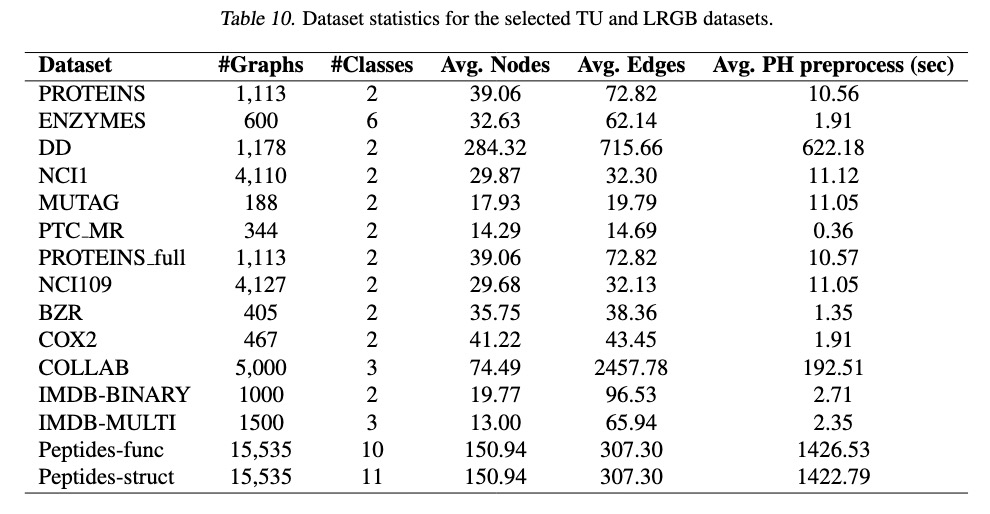 Table 10. Dataset statistics for the selected TU and LRGB datasets.
Dataset #Graphs #Classes Avg. Nodes Avg. Edges Avg. PH preprocess (sec)
PROTEINS 1,113 2 39.06 72.82 10.56
ENZYMES 600 6 32.63 62.14 1.91
DD 1,178 2 284.32 715.66 622.18
NCI1 4,110 2 29.87 32.30 11.12
MUTAG 188 2 17.93 19.79 11.05
PTC_MR 344 2 14.29 14.69 0.36
PROTEINS_full 1,113 2 39.06 72.82 10.57
NCI109 4,127 2 29.68 32.13 11.05
BZR 405 2 35.75 38.36 1.35
COX2 467 2 41.22 43.45 1.91
COLLAB 5,000 3 74.49 2457.78 192.51
IMDB-BINARY 1000 2 19.77 96.53 2.71
IMDB-MULTI 1500 3 13.00 65.94 2.35
Peptides-func 15,535 10 150.94 307.30 1426.53
Peptides-struct 15,535 11 150.94 307.30 1422.79